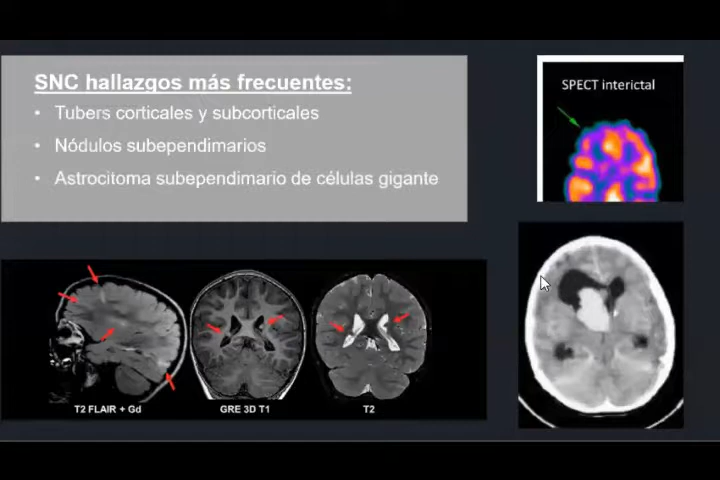 SNC hallazgos más frecuentes:
• Tubers corticales y subcorticales
• Nódulos subependimarios
• Astrocitoma subependimario de células gigante
SPECT interictal
T2 FLAIR + Gd
GRE 3D T1
T2